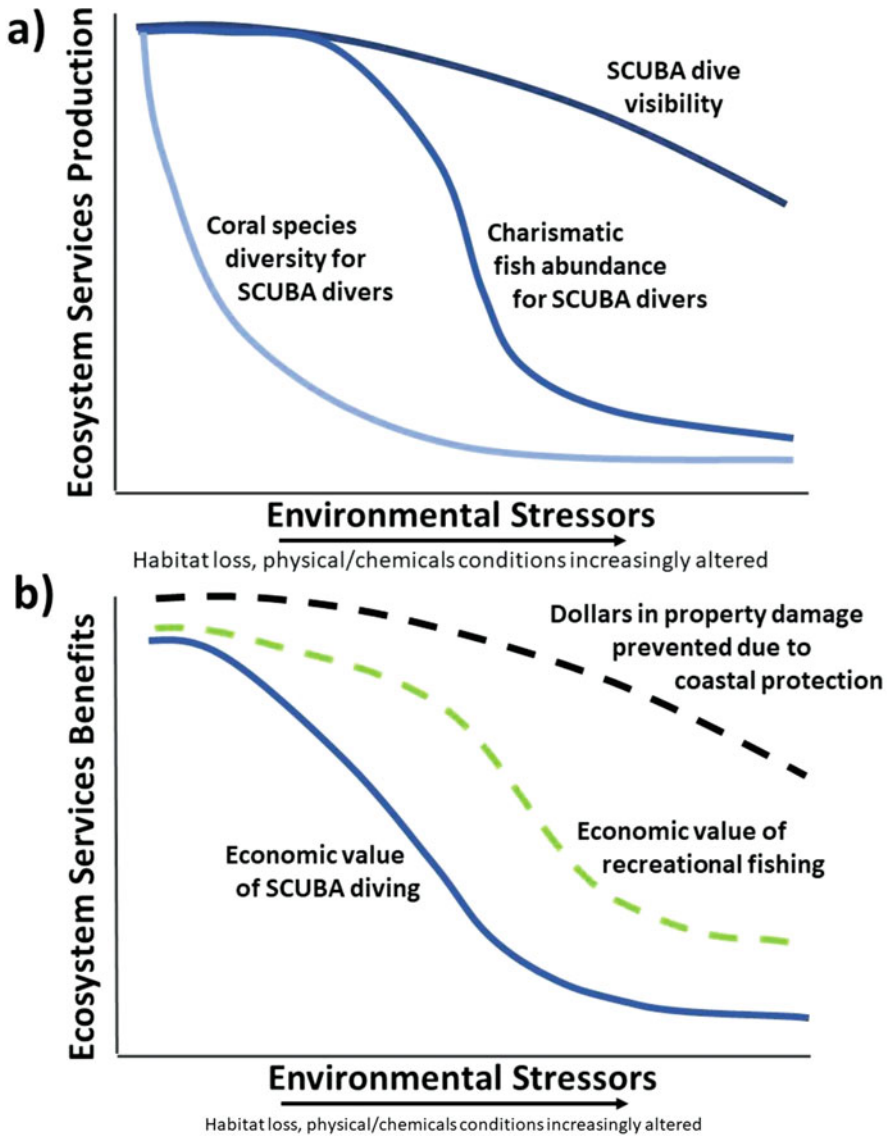 a)
Ecosystem Services Production
SCUBA dive
visibility
Coral species
diversity for
SCUBA divers
Charismatic
fish abundance
for SCUBA divers
Environmental Stressors
Habitat loss, physical/chemicals conditions increasingly altered
b)
Ecosystem Services Benefits
Dollars in property damage
prevented due to
coastal protection
Economic value
of SCUBA diving
Economic value of
recreational fishing
Environmental Stressors
Habitat loss, physical/chemicals conditions increasingly altered